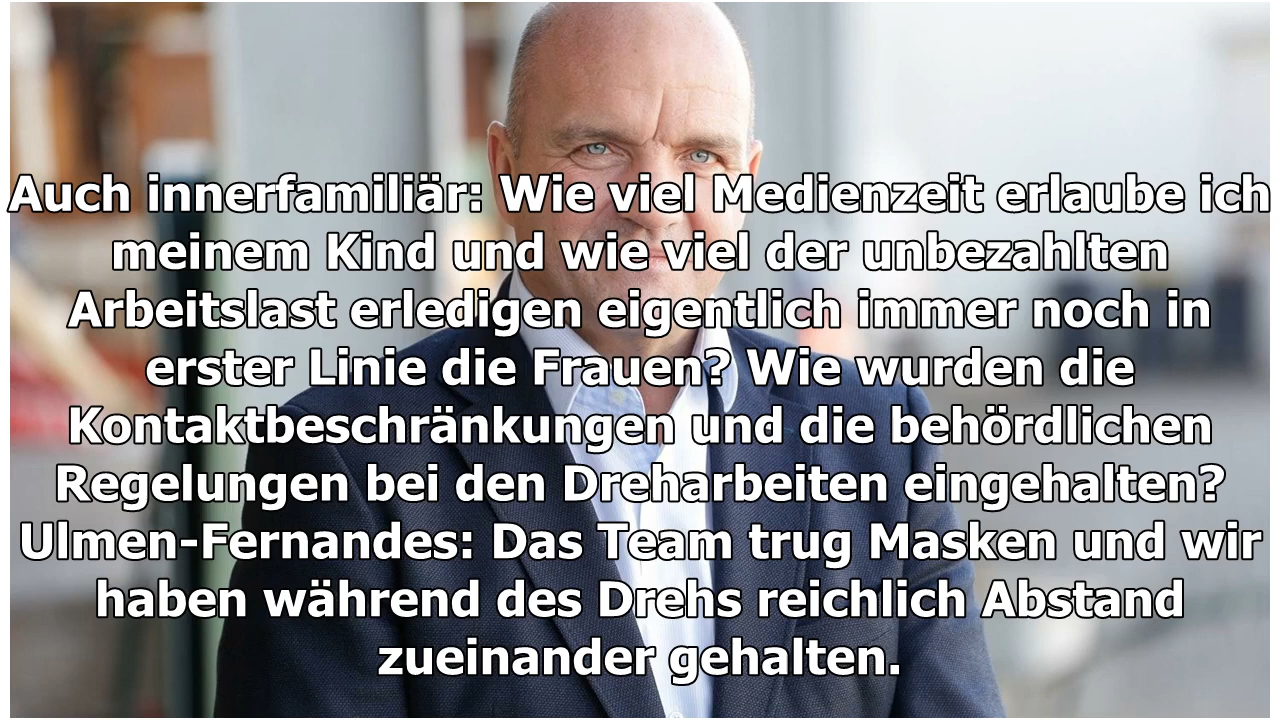 Auch innerfamiliär: Wie viel Medienzeit erlaube ich
meinem Kind und wie viel der unbezahlten
Arbeitslast erledigen eigentlich immer noch in
erster Linie die Frauen? Wie wurden die
Kontaktbeschränkungen und die behördlichen
Regelungen bei den Dreharbeiten eingehalten?
Ulmen-Fernandes: Das Team trug Masken und wir
haben während des Drehs reichlich Abstand
zueinander gehalten.